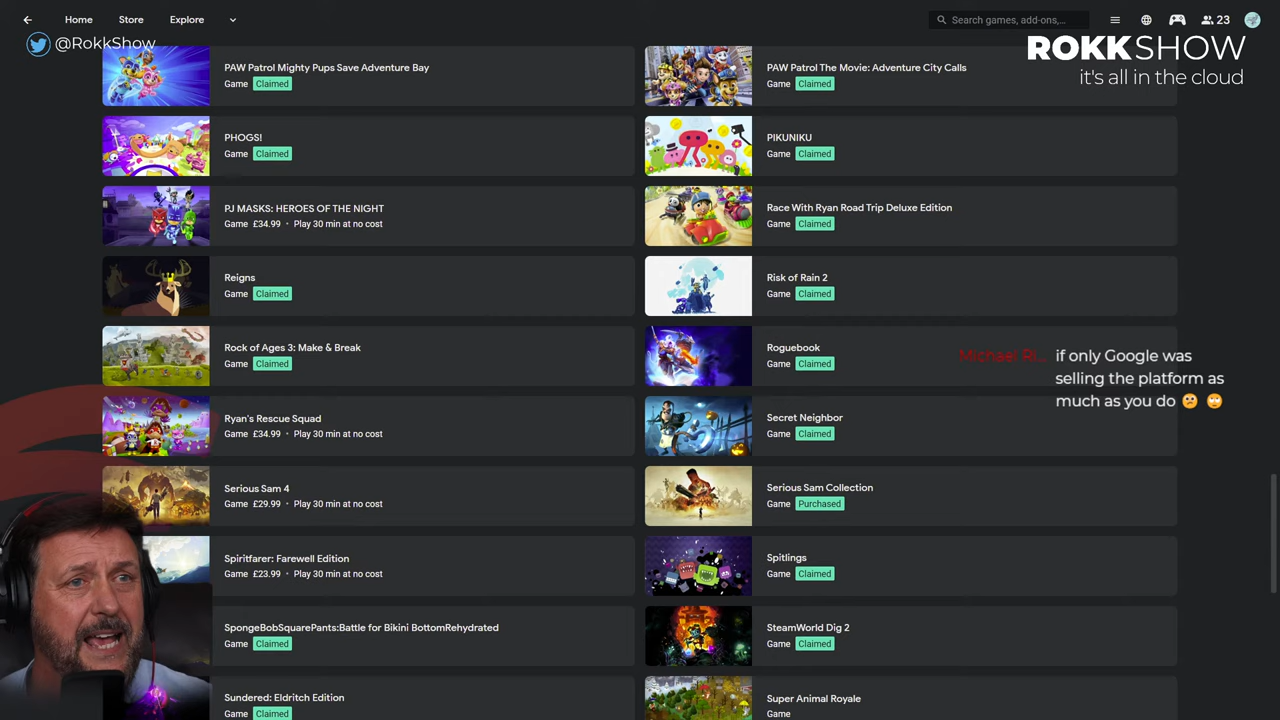 Home
Store
Explore
Search games, add-ons,...
23
@RokkShow
ROKKSHOW
it's all in the cloud
PAW Patrol Mighty Pups Save Adventure Bay
Game Claimed
PAW Patrol The Movie: Adventure City Calls
Game Claimed
PHOGS!
Game Claimed
PIKUNIKU
Game Claimed
PJ MASKS: HEROES OF THE NIGHT
Game £34.99 • Play 30 min at no cost
Race With Ryan Road Trip Deluxe Edition
Game Claimed
Reigns
Game Claimed
Risk of Rain 2
Game Claimed
Rock of Ages 3: Make & Break
Game Claimed
Roguebook
Game Claimed
Michael Ri... if only Google was
selling the platform as
much as you do
Ryan's Rescue Squad
Game £34.99 • Play 30 min at no cost
Secret Neighbor
Game Claimed
Serious Sam 4
Game £29.99 • Play 30 min at no cost
Serious Sam Collection
Game Purchased
Spiritfarer: Farewell Edition
Game £23.99 • Play 30 min at no cost
Spitlings
Game Claimed
SpongeBobSquarePants:Battle for Bikini BottomRehydrated
Game Claimed
SteamWorld Dig 2
Game Claimed
Sundered: Eldritch Edition
Game Claimed
Super Animal Royale
Game